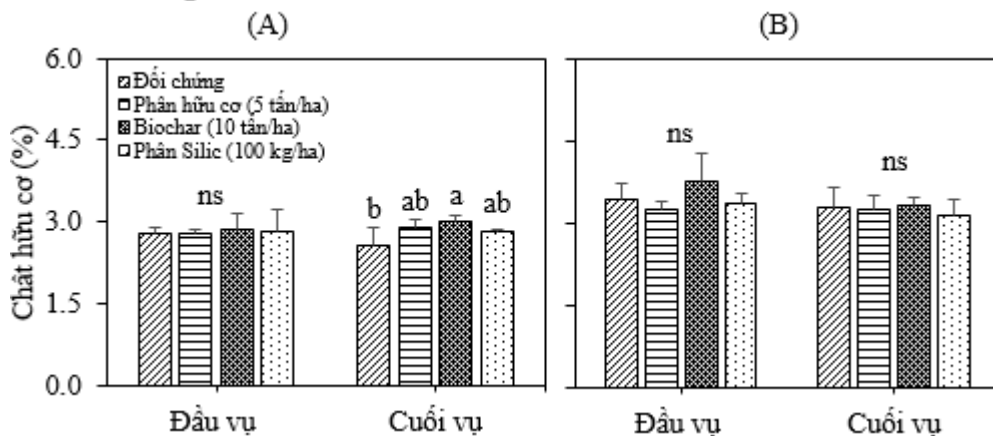 (A)
(B)
Chất hữu cơ (%)
6.0
4.5
3.0
1.5
0.0
Đối chứng
Phân hữu cơ (5 tấn/ha)
Biochar (10 tấn/ha)
Phân Silic (100 kg/ha)
ns
b
ab
a
ab
ns
ns
Đầu vụ
Cuối vụ
Đầu vụ
Cuối vụ